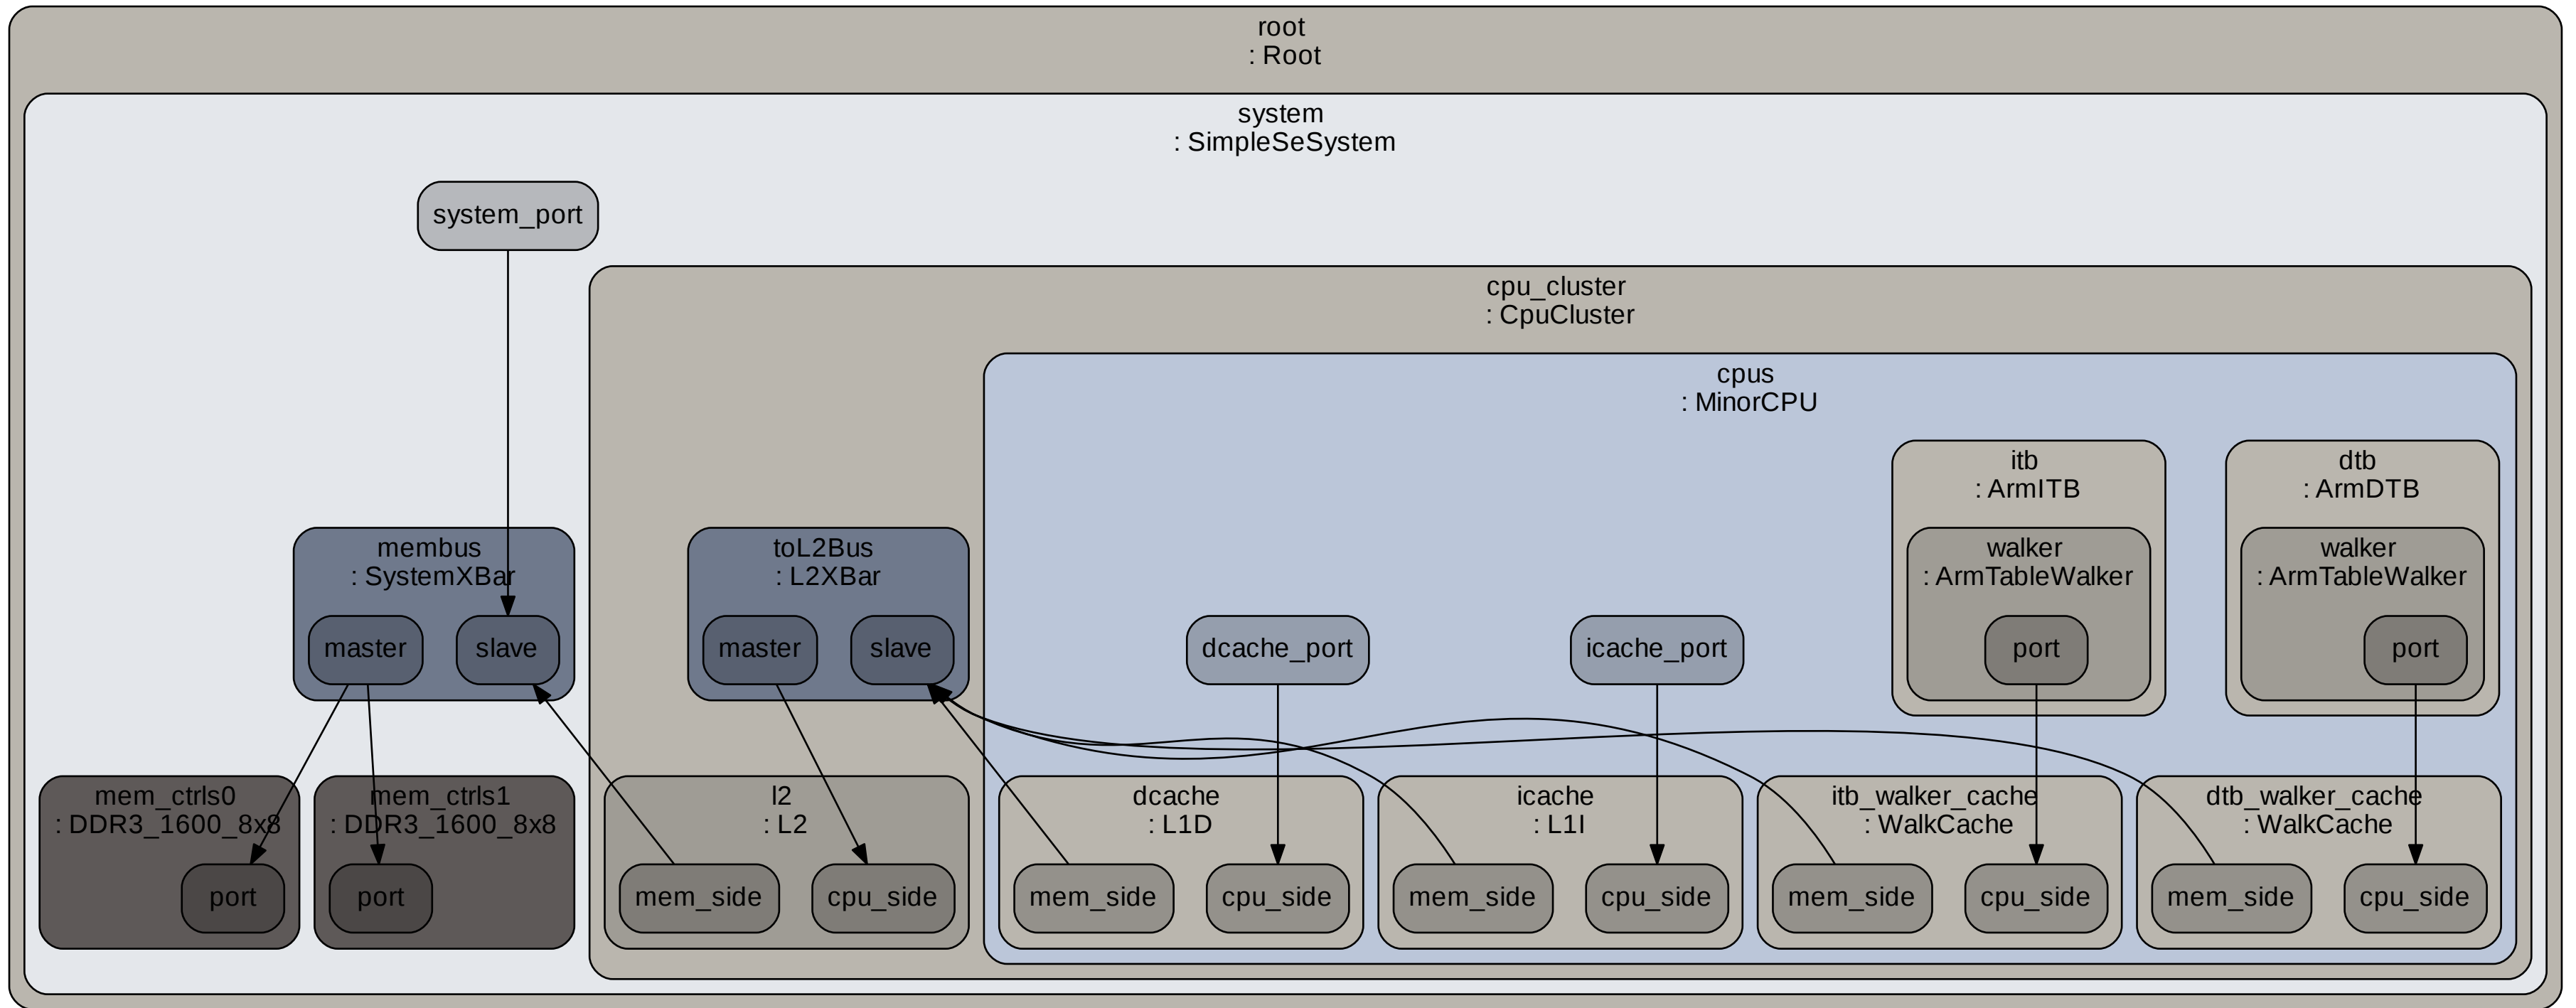 root
: Root
system
: SimpleSeSystem
system_port
cpu_cluster
: CpuCluster
cpus
: MinorCPU
itb
: ArmITB
dtb
: ArmDTB
membus
: SystemXBar
toL2Bus
: L2XBar
walker
: ArmTableWalker
walker
: ArmTableWalker
master
slave
master
slave
dcache_port
icache_port
port
port
mem_ctrls0
: DDR3_1600_8x8
mem_ctrls1
: DDR3_1600_8x8
l2
: L2
dcache
: L1D
icache
: L1I
itb_walker_cache
: WalkCache
dtb_walker_cache
: WalkCache
port
port
mem_side
cpu_side
mem_side
cpu_side
mem_side
cpu_side
mem_side
cpu_side
mem_side
cpu_side